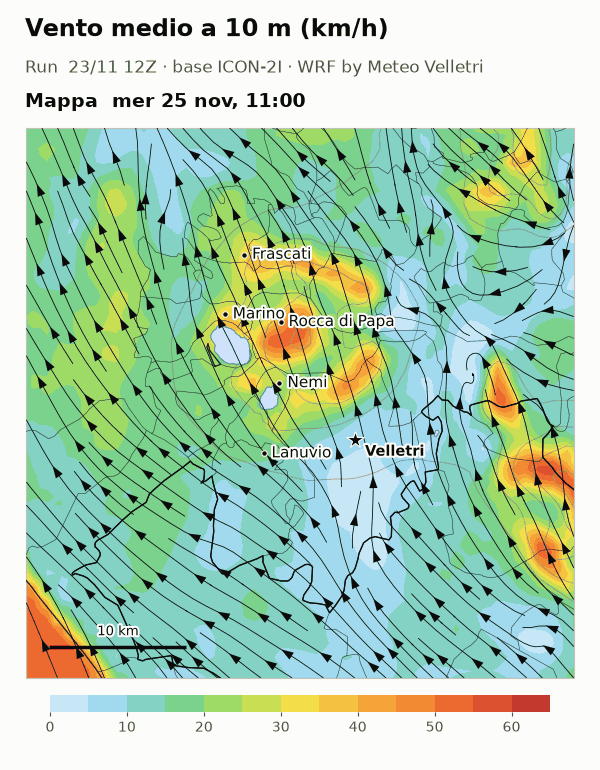 Vento medio a 10 m (km/h)
Run  23/11 12Z · base ICON-2I · WRF by Meteo Velletri
Mappa  mer 25 nov, 11:00
Frascati
Marino
Rocca di Papa
Nemi
Velletri
Lanuvio
10 km
0 10 20 30 40 50 60